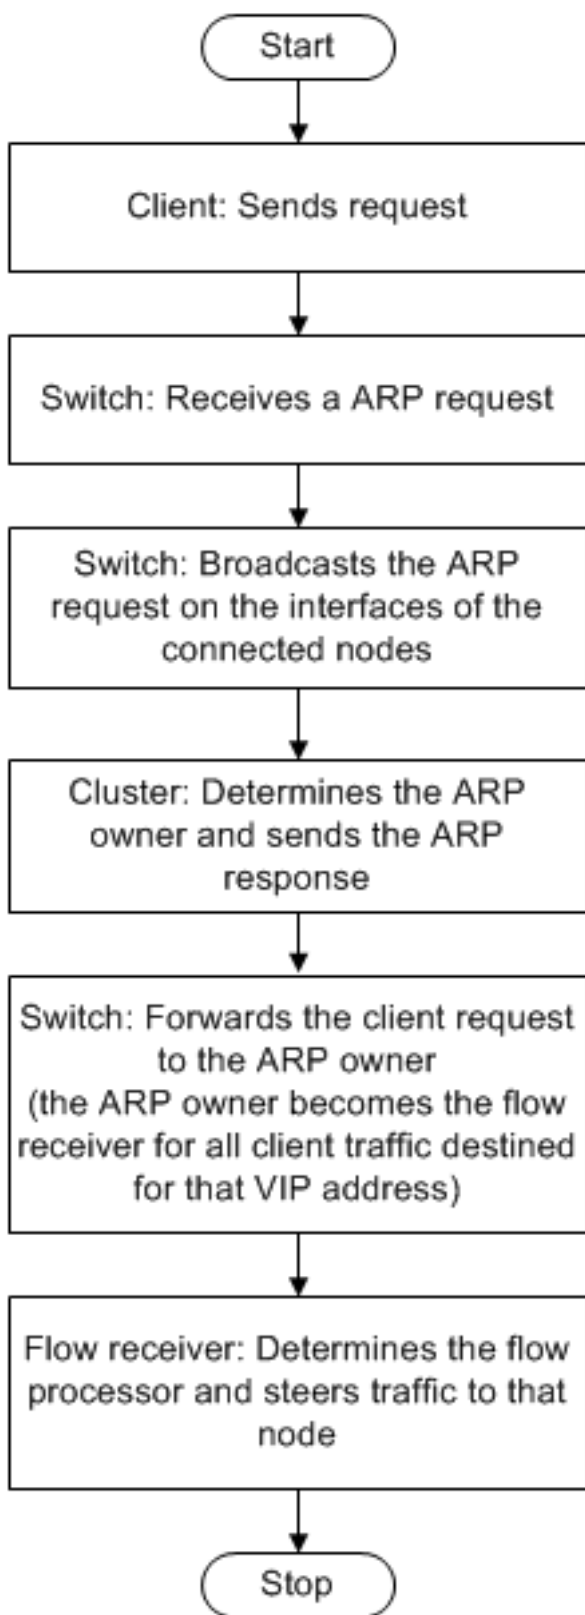 Start
Client: Sends request
Switch: Receives a ARP request
Switch: Broadcasts the ARP
request on the interfaces of the
connected nodes
Cluster: Determines the ARP
owner and sends the ARP
response
Switch: Forwards the client request
to the ARP owner
(the ARP owner becomes the flow
receiver for all client traffic destined
for that VIP address)
Flow receiver: Determines the flow
processor and steers traffic to that
node
Stop